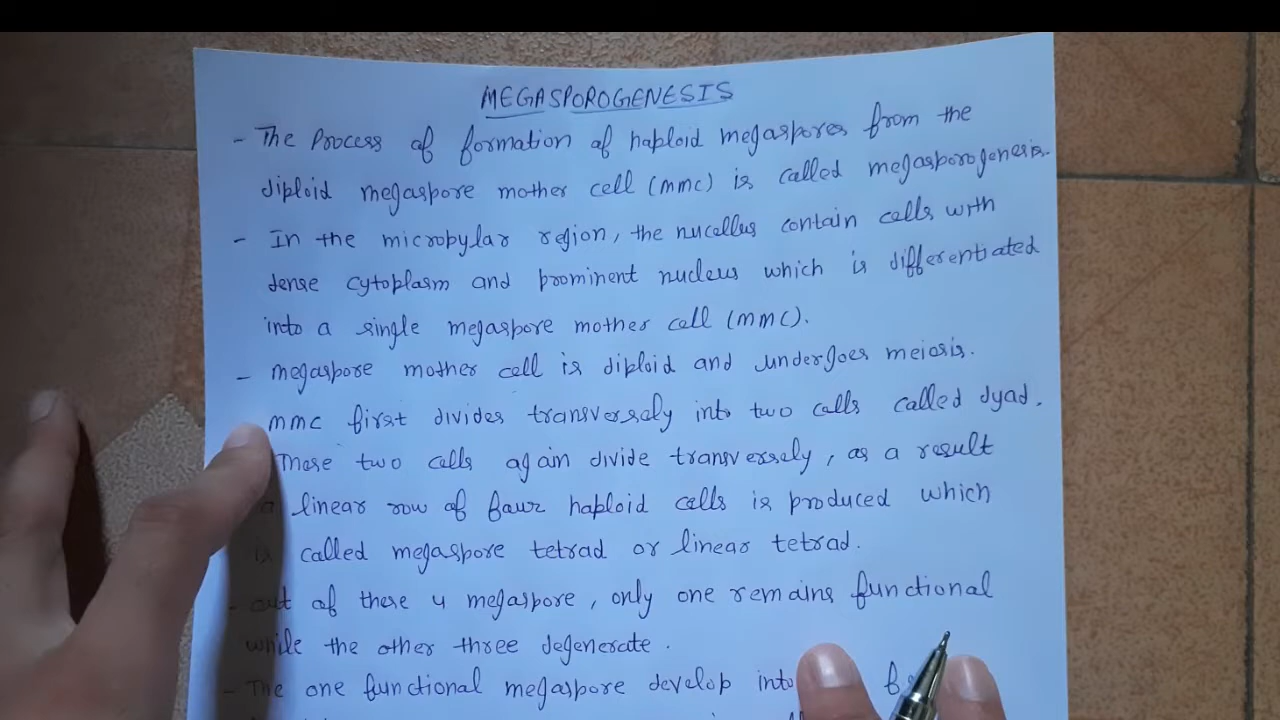 MEGASPOROGENESIS
- The Process of formation of haploid megaspores from the
diploid megaspore mother cell (mmc) is called megasporogenesis.
- In the micropylar region, the nucellus contain cells with
dense cytoplasm and prominent nucleus which is differentiated
into a single megaspore mother cell (MMC).
- megaspore mother cell is diploid and undergoes meiosis.
mmc first divides transversely into two cells called dyad.
These two cells again divide transversely, as a result
a linear row of four haploid cells is produced which
is called megaspore tetrad or linear tetrad.
- out of these 4 megaspore, only one remains functional
while the other three degenerate.
- The one functional megaspore develop into